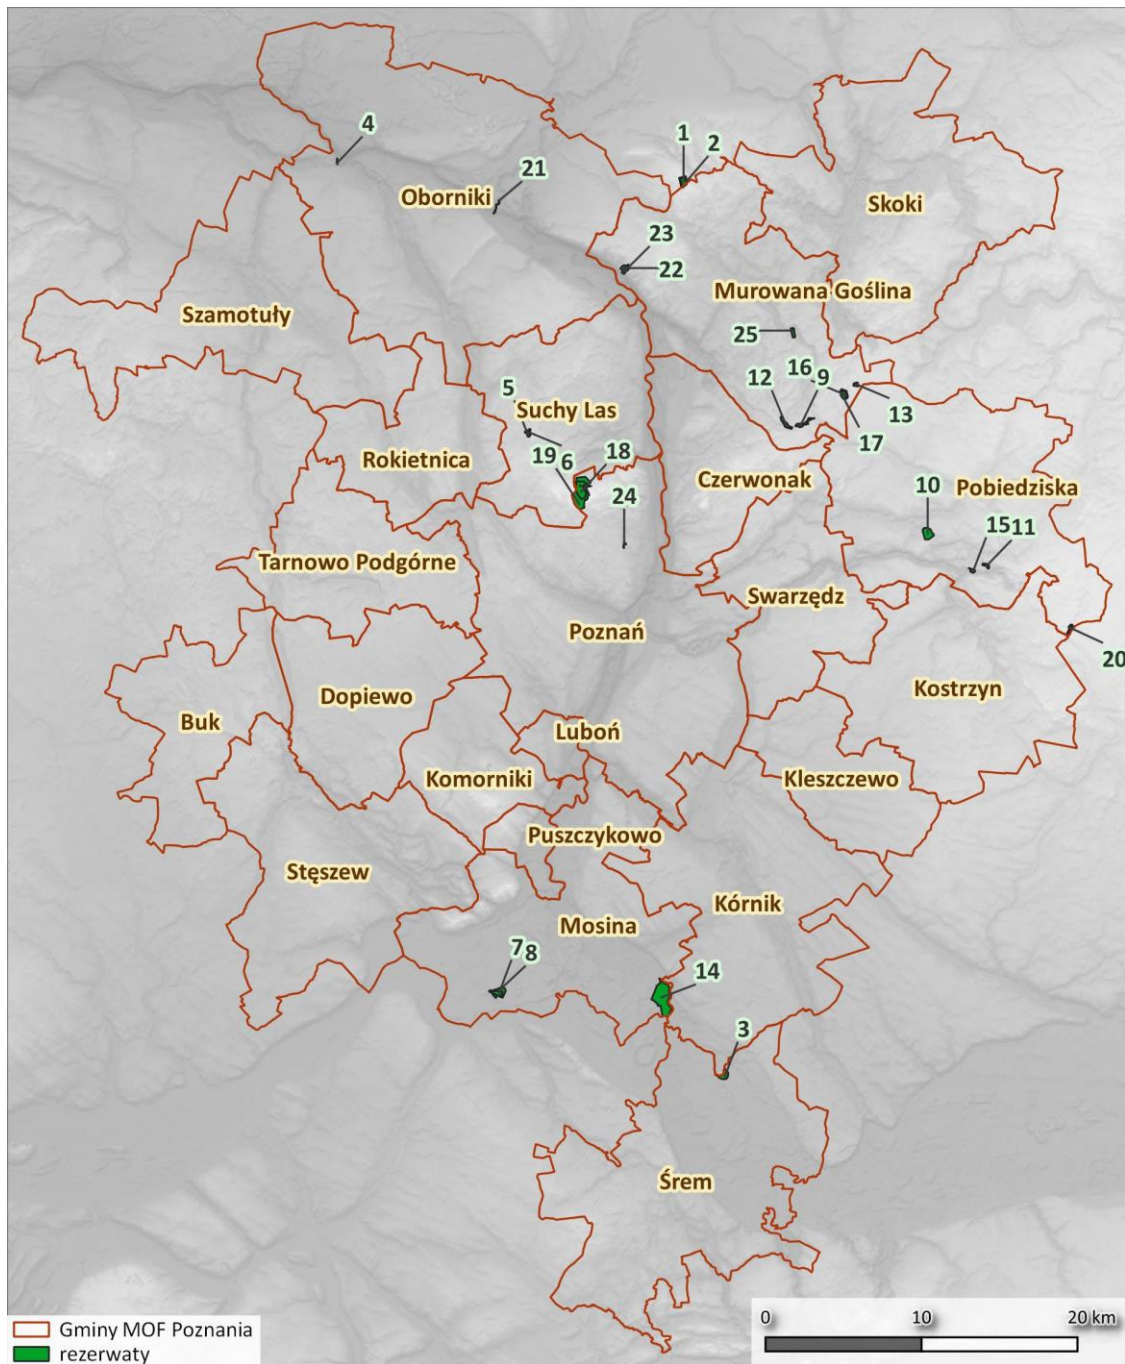 1
2
4
21
Oborniki
Skoki
23
22
Murowana Goślina
Szamotuły
25
16
9
12
13
5
Suchy Las
17
19
6
18
Rokietnica
Czerwonak
24
10
Pobiedziska
15
11
Tarnowo Podgórne
Swarzędz
Poznań
20
Kostrzyn
Dopiewo
Buk
Luboń
Komorniki
Kleszczewo
Puszczykowo
Stęszew
Kórnik
Mosina
7
8
14
3
Śrem
Gminy MOF Poznania
rezerwaty
0 10 20 km